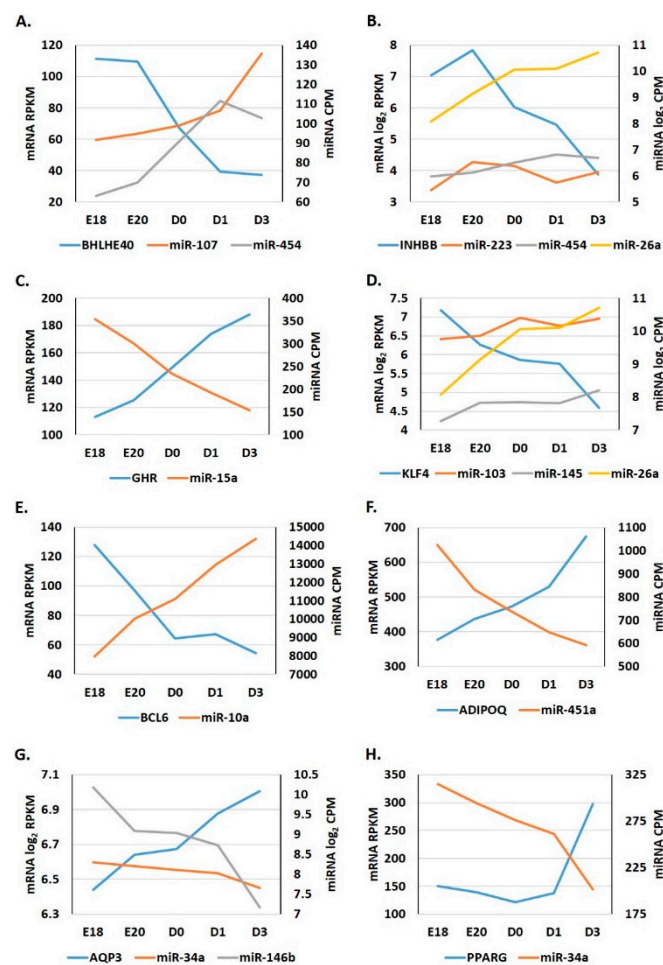 A.
mRNA RPKM
120
100
80
60
40
20
miRNA CPM
140
130
120
110
100
90
80
70
60
E18 E20 D0 D1 D3
BHLHE40 miR-107 miR-454
B.
mRNA log2 RPKM
8
7
6
5
4
3
miRNA log2 CPM
11
10
9
8
7
6
5
E18 E20 D0 D1 D3
INHBB miR-223 miR-454 miR-26a
C.
mRNA RPKM
200
180
160
140
120
100
miRNA CPM
400
350
300
250
200
150
100
E18 E20 D0 D1 D3
GHR miR-15a
D.
mRNA log2 RPKM
7.5
7
6.5
6
5.5
5
4.5
4
miRNA log2 CPM
11
10
9
8
7
E18 E20 D0 D1 D3
KLF4 miR-103 miR-145 miR-26a
E.
mRNA RPKM
140
120
100
80
60
40
miRNA CPM
15000
14000
13000
12000
11000
10000
9000
8000
7000
E18 E20 D0 D1 D3
BCL6 miR-10a
F.
mRNA RPKM
700
600
500
400
300
miRNA CPM
1100
1000
900
800
700
600
500
E18 E20 D0 D1 D3
ADIPOQ miR-451a
G.
mRNA log2 RPKM
7.1
6.9
6.7
6.5
6.3
miRNA log2 CPM
10.5
10
9.5
9
8.5
8
7.5
7
E18 E20 D0 D1 D3
AQP3 miR-34a miR-146b
H.
mRNA RPKM
350
300
250
200
150
100
miRNA CPM
325
275
225
175
E18 E20 D0 D1 D3
PPARG miR-34a